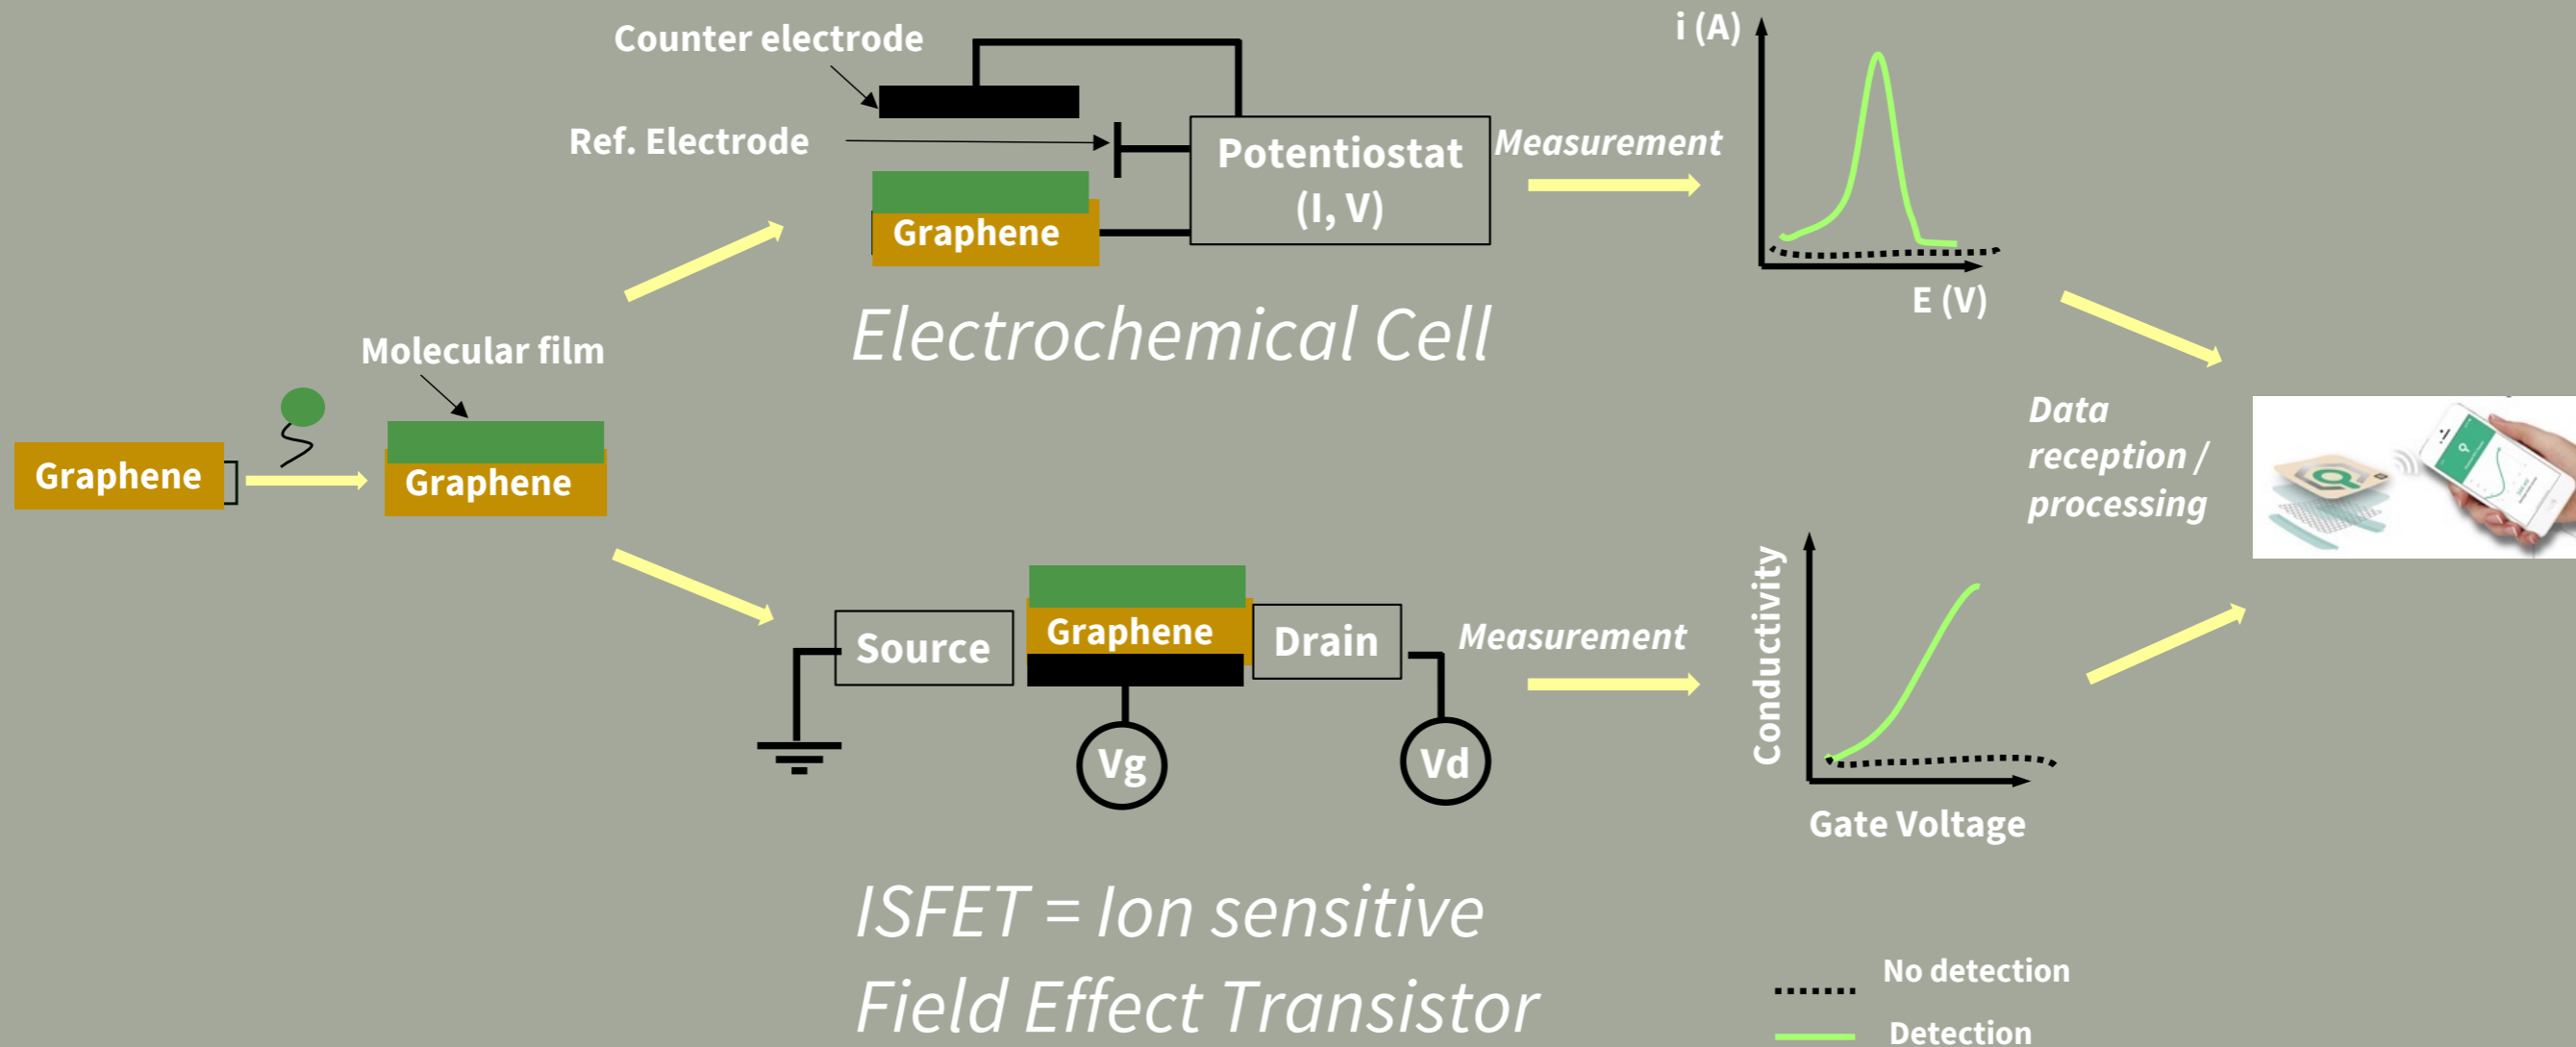 Counter electrode
i (A)
Ref. Electrode
Potentiostat
(I, V)
Measurement
Graphene
E (V)
Electrochemical Cell
Molecular film
Graphene
Graphene
Data
reception /
processing
Source
Graphene
Drain
Measurement
Conductivity
Vg
Vd
Gate Voltage
ISFET = Ion sensitive
Field Effect Transistor
No detection
Detection